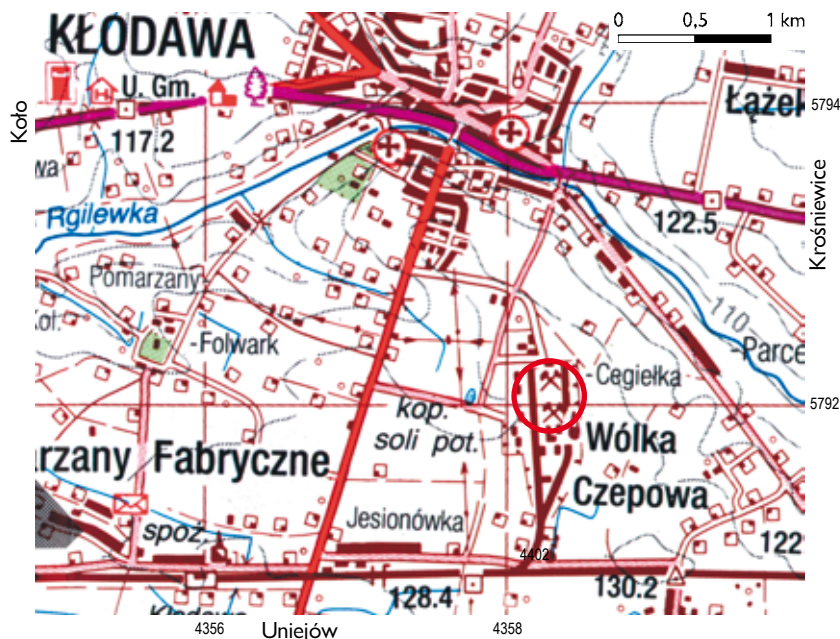 KŁODAWA
0 0,5 1 km
U. Gm.
Koło
117.2
wa
Łążek
5794
Rgilewka
122.5
Krośniewice
Pomarzany
110
-Folwark
-Parce
-Cegiełka
5792
kop.
soli pot.
Wólka
Czepowa
arzany Fabryczne
Jesionówka
spoż.
4402
122
128.4
130.2
4356
Uniejów
4358